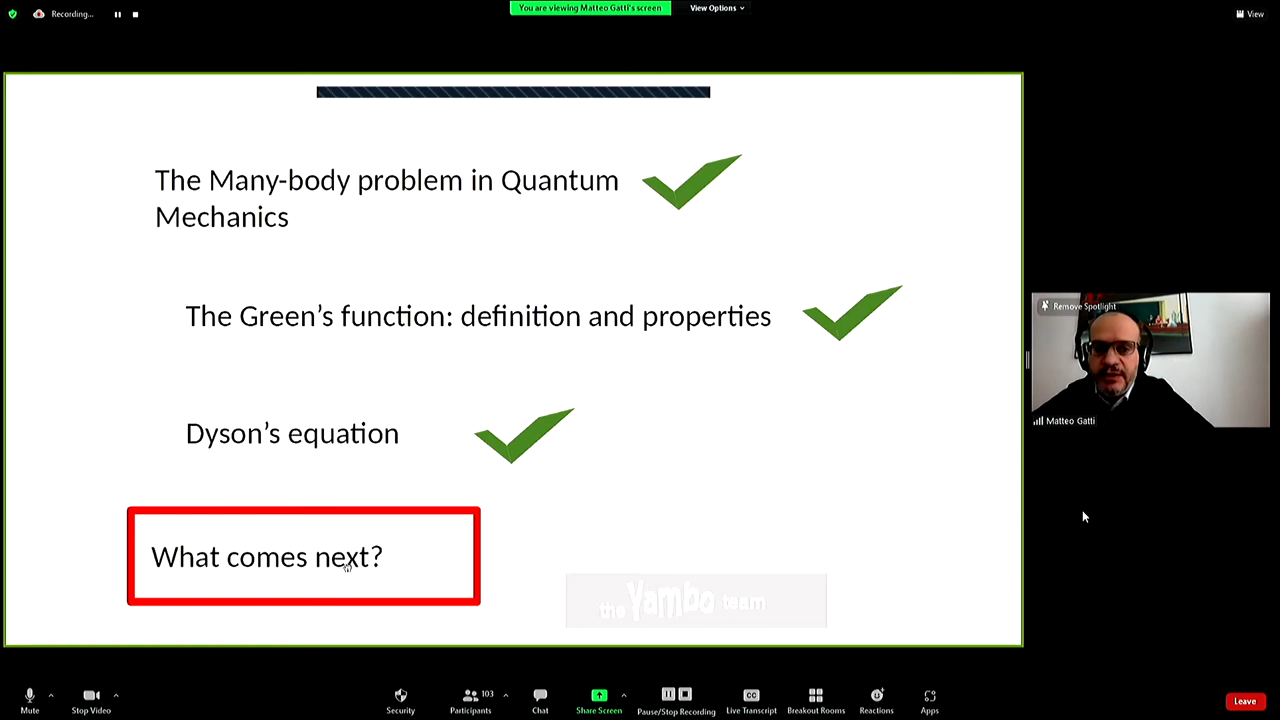 Recording...
You are viewing Matteo Gatti's screen
View Options
View
The Many-body problem in Quantum
Mechanics
The Green's function: definition and properties
Remove Spotlight
Matteo Gatti
Dyson's equation
What comes next?
the Yambo team
Mute
Stop Video
Security
Participants
103
Chat
Share Screen
Pause/Stop Recording
CC
Live Transcript
Breakout Rooms
Reactions
Apps
Leave